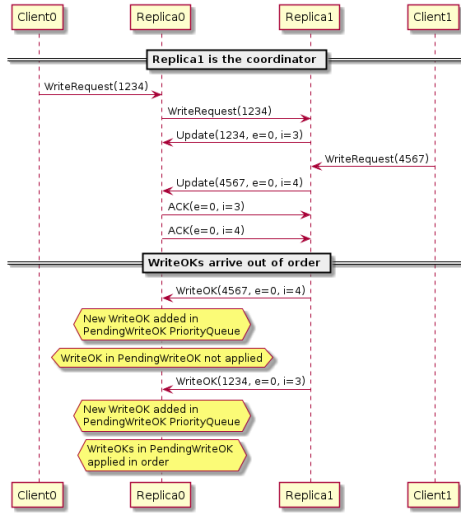 Client0 Replica0 Replica1 Client1
Replica1 is the coordinator
WriteRequest(1234)
WriteRequest(1234)
Update(1234, e=0, i=3)
WriteRequest(4567)
Update(4567, e=0, i=4)
ACK(e=0, i=3)
ACK(e=0, i=4)
WriteOKs arrive out of order
WriteOK(4567, e=0, i=4)
New WriteOK added in
PendingWriteOK PriorityQueue
WriteOK in PendingWriteOK not applied
WriteOK(1234, e=0, i=3)
New WriteOK added in
PendingWriteOK PriorityQueue
WriteOKs in PendingWriteOK
applied in order
Client0 Replica0 Replica1 Client1